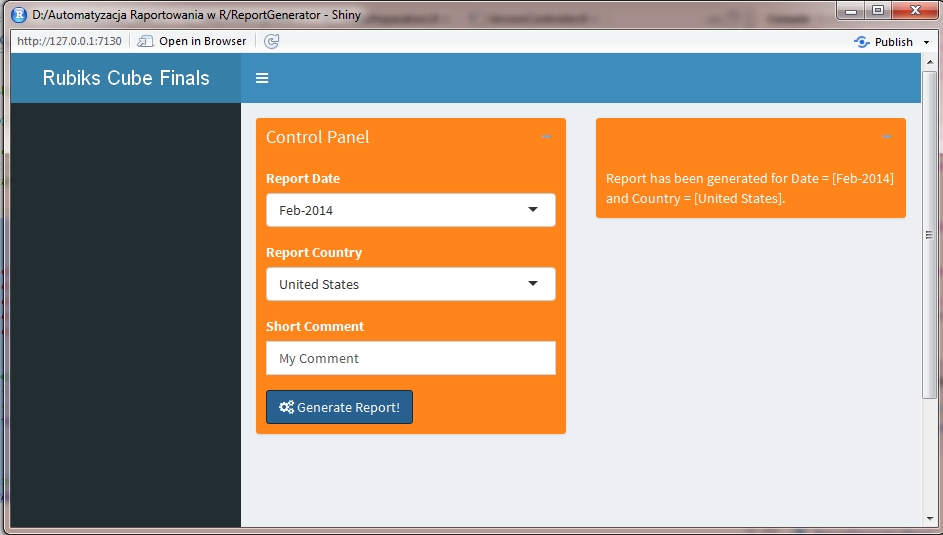 D:/Automatyzacja Raportowania w R/ReportGenerator - Shiny
http://127.0.0.1:7130
Open in Browser
Publish
Rubiks Cube Finals
Control Panel
Report Date
Feb-2014
Report Country
United States
Short Comment
My Comment
Generate Report!
Report has been generated for Date = [Feb-2014]
and Country = [United States].